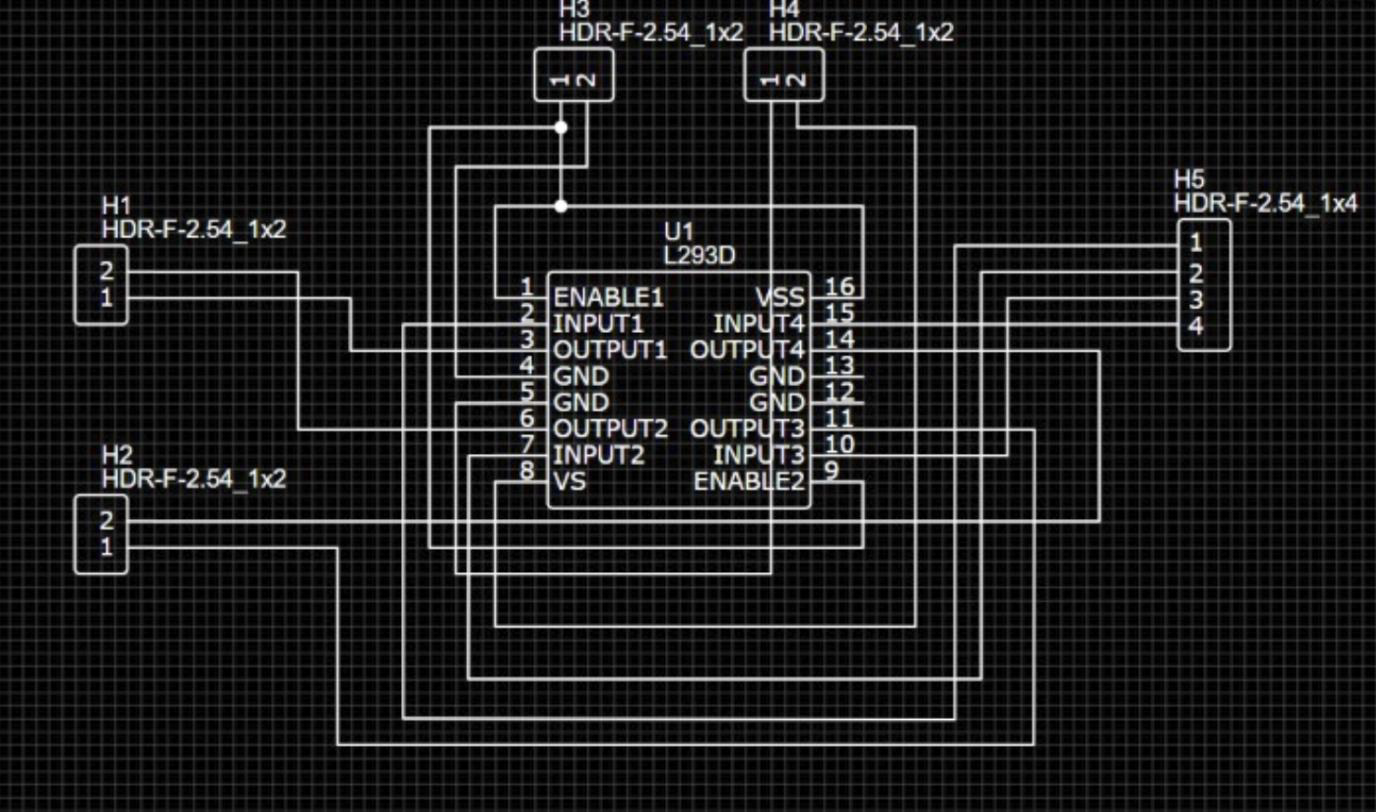 H3
HDR-F-2.54_1x2
1
2
H4
HDR-F-2.54_1x2
1
2
H1
HDR-F-2.54_1x2
2
1
H2
HDR-F-2.54_1x2
2
1
U1
L293D
1 ENABLE1
2 INPUT1
3 OUTPUT1
4 GND
5 GND
6 OUTPUT2
7 INPUT2
8 VS
VSS 16
INPUT4 15
OUTPUT4 14
GND 13
GND 12
OUTPUT3 11
INPUT3 10
ENABLE2 9
H5
HDR-F-2.54_1x4
1
2
3
4